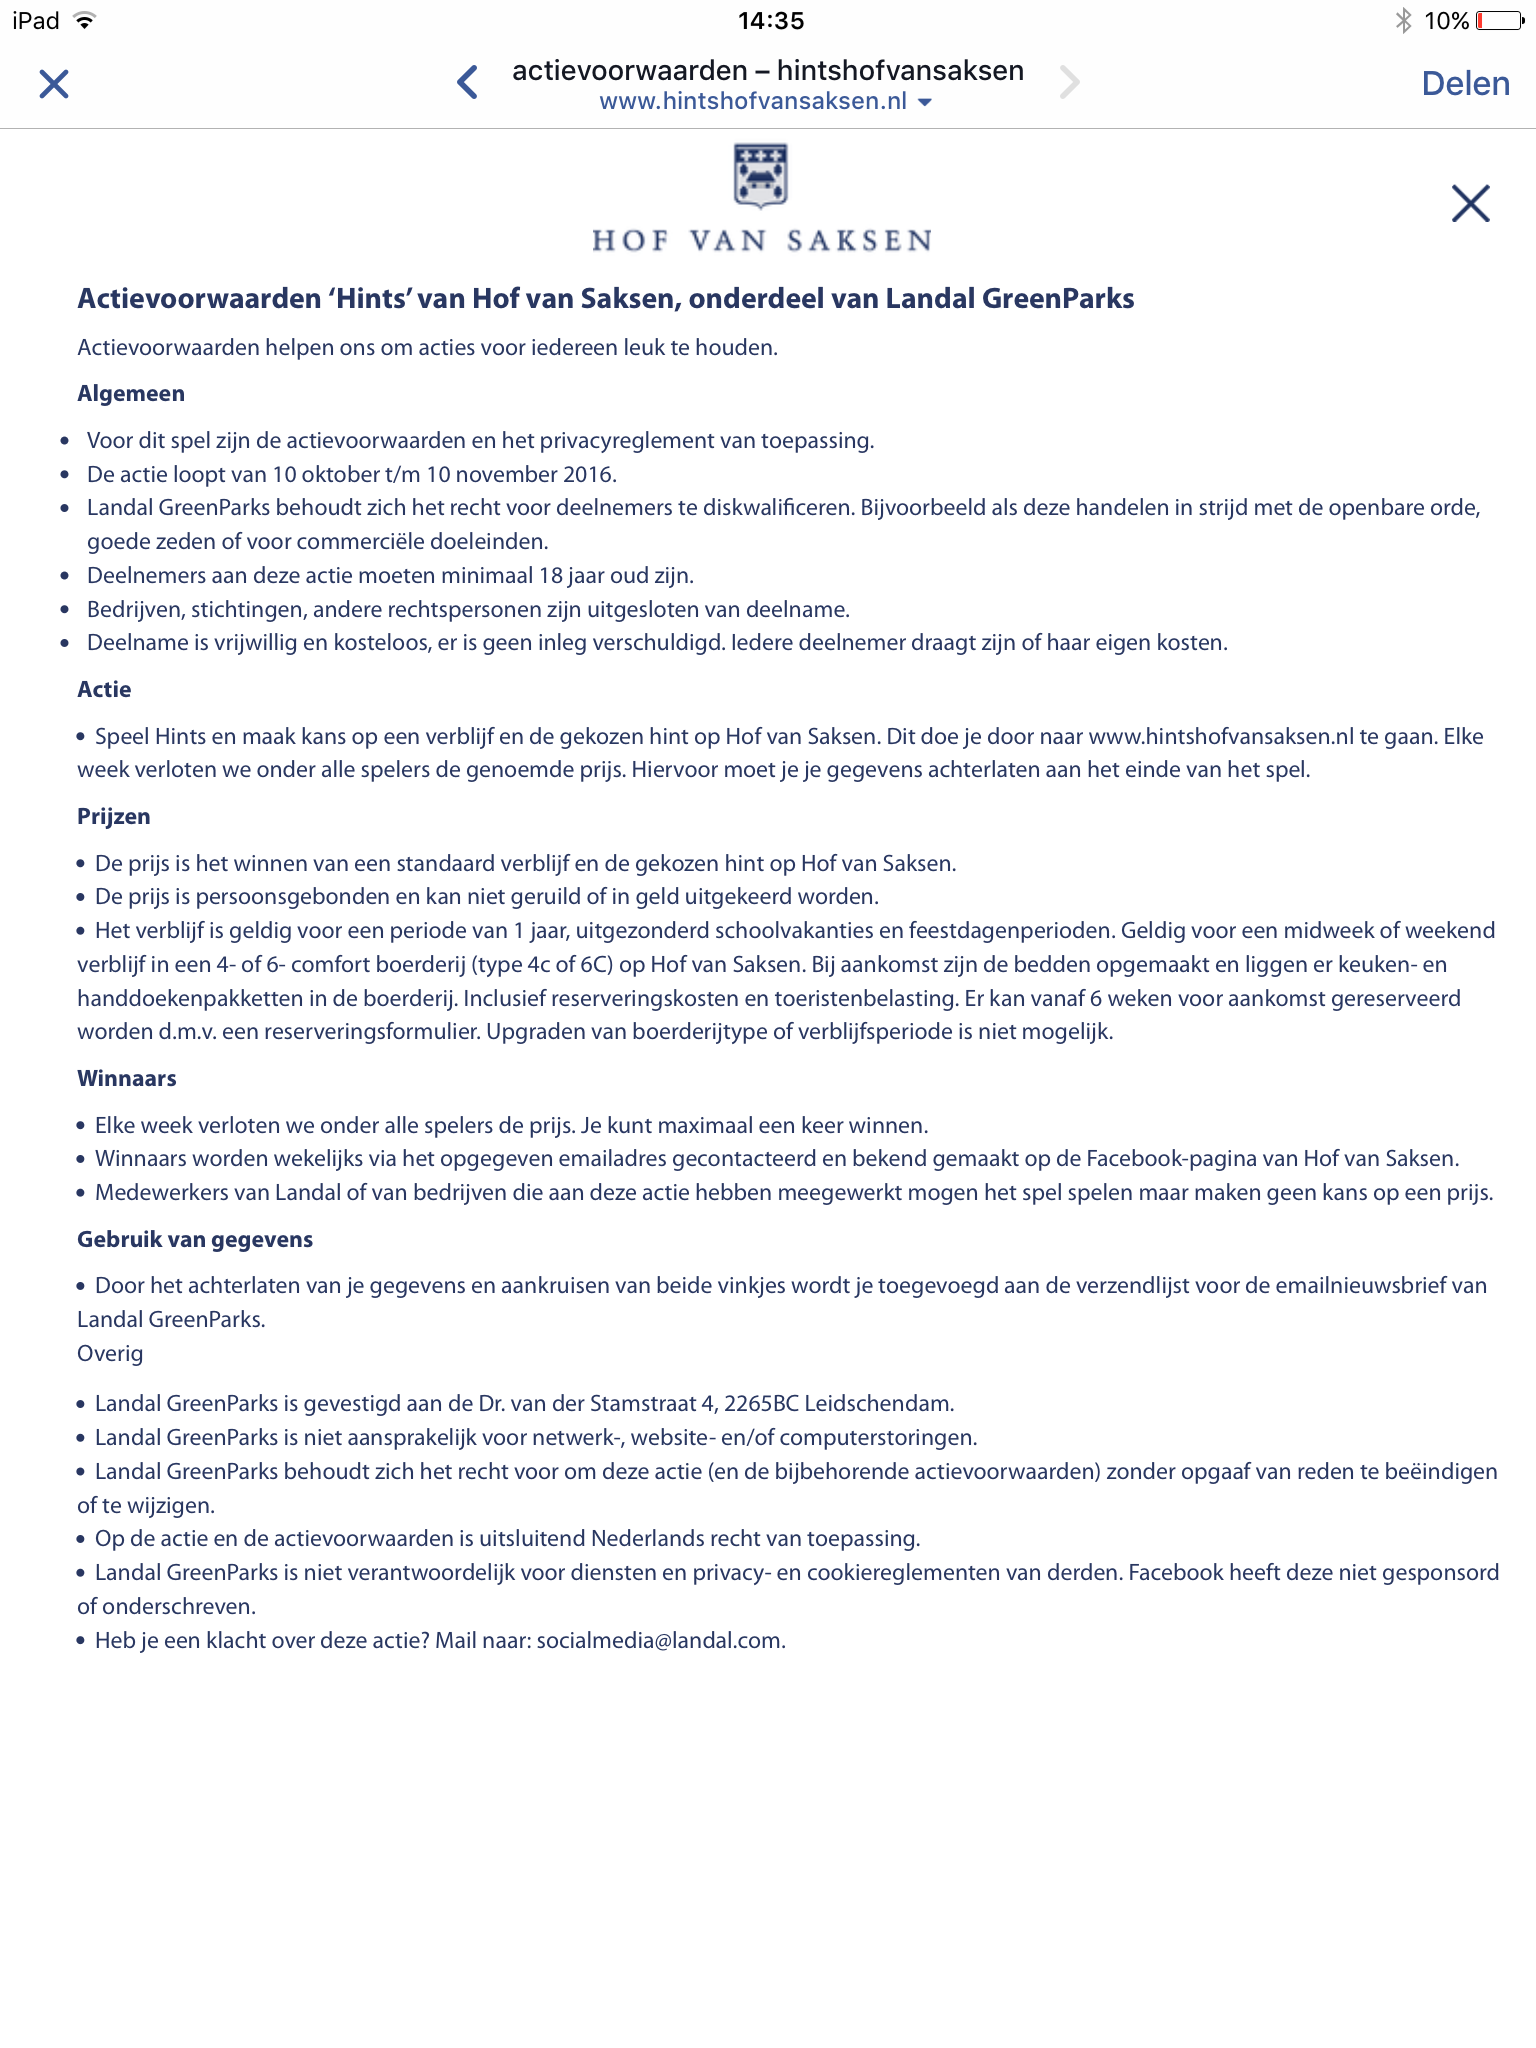 iPad 14:35 10%
actievoorwaarden – hintshofvansaksen
www.hintshofvansaksen.nl
Delen
HOF VAN SAKSEN
Actievoorwaarden ‘Hints’ van Hof van Saksen, onderdeel van Landal GreenParks
Actievoorwaarden helpen ons om acties voor iedereen leuk te houden.
Algemeen
• Voor dit spel zijn de actievoorwaarden en het privacyreglement van toepassing.
• De actie loopt van 10 oktober t/m 10 november 2016.
• Landal GreenParks behoudt zich het recht voor deelnemers te diskwalificeren. Bijvoorbeeld als deze handelen in strijd met de openbare orde,
goede zeden of voor commerciële doeleinden.
• Deelnemers aan deze actie moeten minimaal 18 jaar oud zijn.
• Bedrijven, stichtingen, andere rechtspersonen zijn uitgesloten van deelname.
• Deelname is vrijwillig en kosteloos, er is geen inleg verschuldigd. Iedere deelnemer draagt zijn of haar eigen kosten.
Actie
• Speel Hints en maak kans op een verblijf en de gekozen hint op Hof van Saksen. Dit doe je door naar www.hintshofvansaksen.nl te gaan. Elke
week verloten we onder alle spelers de genoemde prijs. Hiervoor moet je je gegevens achterlaten aan het einde van het spel.
Prijzen
• De prijs is het winnen van een standaard verblijf en de gekozen hint op Hof van Saksen.
• De prijs is persoonsgebonden en kan niet geruild of in geld uitgekeerd worden.
• Het verblijf is geldig voor een periode van 1 jaar, uitgezonderd schoolvakanties en feestdagenperioden. Geldig voor een midweek of weekend
verblijf in een 4- of 6- comfort boerderij (type 4c of 6C) op Hof van Saksen. Bij aankomst zijn de bedden opgemaakt en liggen er keuken- en
handdoekenpakketten in de boerderij. Inclusief reserveringskosten en toeristenbelasting. Er kan vanaf 6 weken voor aankomst gereserveerd
worden d.m.v. een reserveringsformulier. Upgraden van boerderijtype of verblijfsperiode is niet mogelijk.
Winnaars
• Elke week verloten we onder alle spelers de prijs. Je kunt maximaal een keer winnen.
• Winnaars worden wekelijks via het opgegeven emailadres gecontacteerd en bekend gemaakt op de Facebook-pagina van Hof van Saksen.
• Medewerkers van Landal of van bedrijven die aan deze actie hebben meegewerkt mogen het spel spelen maar maken geen kans op een prijs.
Gebruik van gegevens
• Door het achterlaten van je gegevens en aankruisen van beide vinkjes wordt je toegevoegd aan de verzendlijst voor de emailnieuwsbrief van
Landal GreenParks.
Overig
• Landal GreenParks is gevestigd aan de Dr. van der Stamstraat 4, 2265BC Leidschendam.
• Landal GreenParks is niet aansprakelijk voor netwerk-, website- en/of computerstoringen.
• Landal GreenParks behoudt zich het recht voor om deze actie (en de bijbehorende actievoorwaarden) zonder opgaaf van reden te beëindigen
of te wijzigen.
• Op de actie en de actievoorwaarden is uitsluitend Nederlands recht van toepassing.
• Landal GreenParks is niet verantwoordelijk voor diensten en privacy- en cookiereglementen van derden. Facebook heeft deze niet gesponsord
of onderschreven.
• Heb je een klacht over deze actie? Mail naar: socialmedia@landal.com.